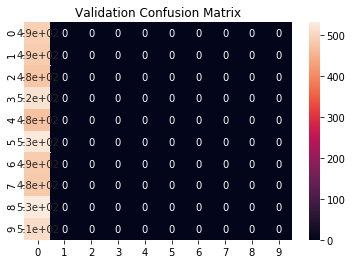 Validation Confusion Matrix
0 4.9e+02 0 0 0 0 0 0 0 0 0
1 4.9e+02 0 0 0 0 0 0 0 0 0
2 4.8e+02 0 0 0 0 0 0 0 0 0
3 5.2e+02 0 0 0 0 0 0 0 0 0
4 4.8e+02 0 0 0 0 0 0 0 0 0
5 5.3e+02 0 0 0 0 0 0 0 0 0
6 4.9e+02 0 0 0 0 0 0 0 0 0
7 4.8e+02 0 0 0 0 0 0 0 0 0
8 5.3e+02 0 0 0 0 0 0 0 0 0
9 5.1e+02 0 0 0 0 0 0 0 0 0
0 1 2 3 4 5 6 7 8 9
500
400
300
200
100
0